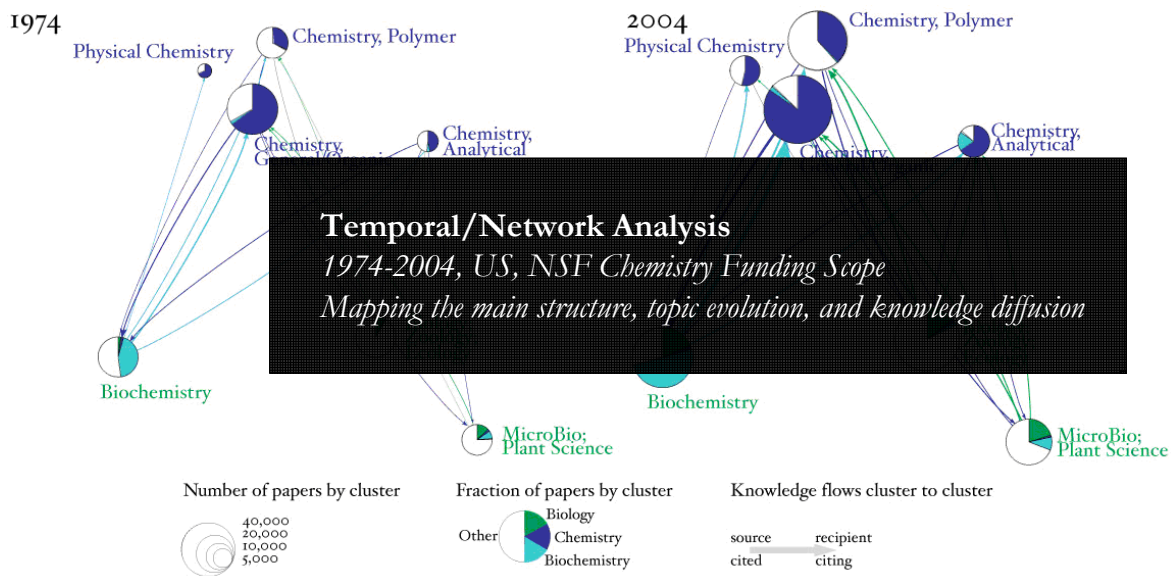 1974
2004
Physical Chemistry
Chemistry, Polymer
Chemistry,
Chemistry,
Analytical
Biochemistry
MicroBio;
Plant Science
Physical Chemistry
Chemistry, Polymer
Chemistry
Chemistry,
Analytical
Biochemistry
MicroBio;
Plant Science
Temporal/Network Analysis
1974-2004, US, NSF Chemistry Funding Scope
Mapping the main structure, topic evolution, and knowledge diffusion
Number of papers by cluster
40,000
20,000
10,000
5,000
Fraction of papers by cluster
Other
Biology
Chemistry
Biochemistry
Knowledge flows cluster to cluster
source recipient
cited citing